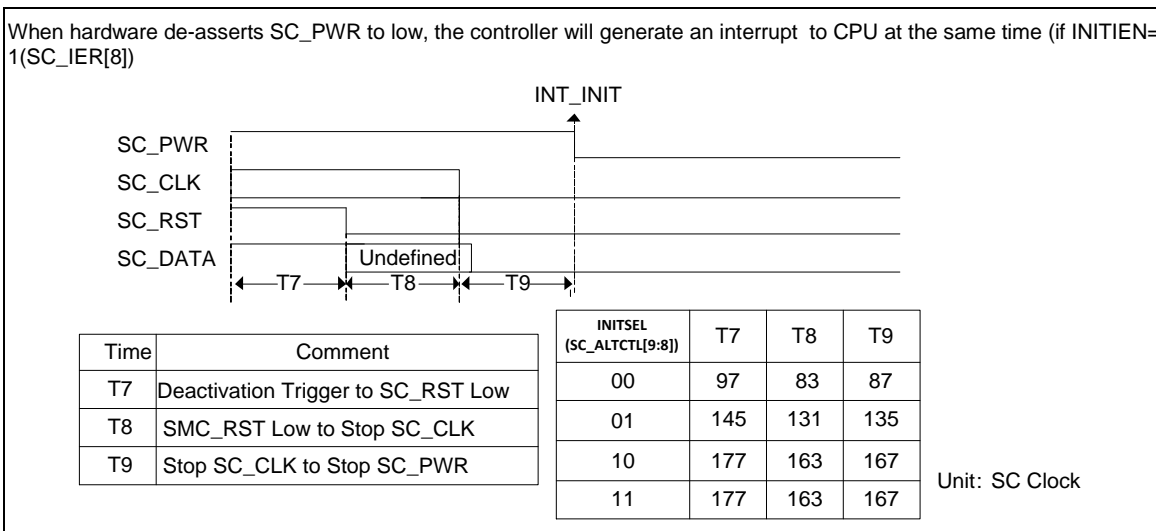 When hardware de-asserts SC_PWR to low, the controller will generate an interrupt to CPU at the same time (if INITIEN=
1(SC_IER[8])
INT_INIT
SC_PWR
SC_CLK
SC_RST
SC_DATA
Undefined
T7
T8
T9
Time Comment
T7 Deactivation Trigger to SC_RST Low
T8 SMC_RST Low to Stop SC_CLK
T9 Stop SC_CLK to Stop SC_PWR
INITSEL
(SC_ALTCTL[9:8]) T7 T8 T9
00 97 83 87
01 145 131 135
10 177 163 167
11 177 163 167
Unit: SC Clock